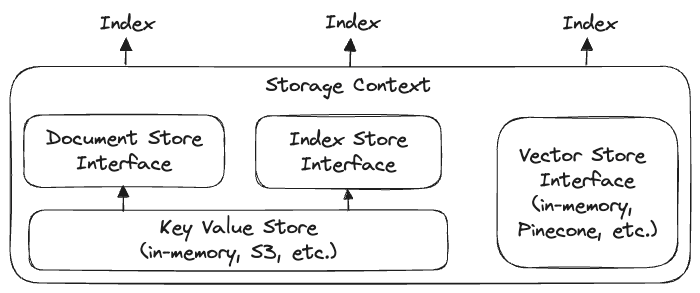 Index
Index
Index
Storage Context
Document Store
Interface
Index Store
Interface
Vector Store
Interface
(in-memory,
Pinecone, etc.)
Key Value Store
(in-memory, S3, etc.)